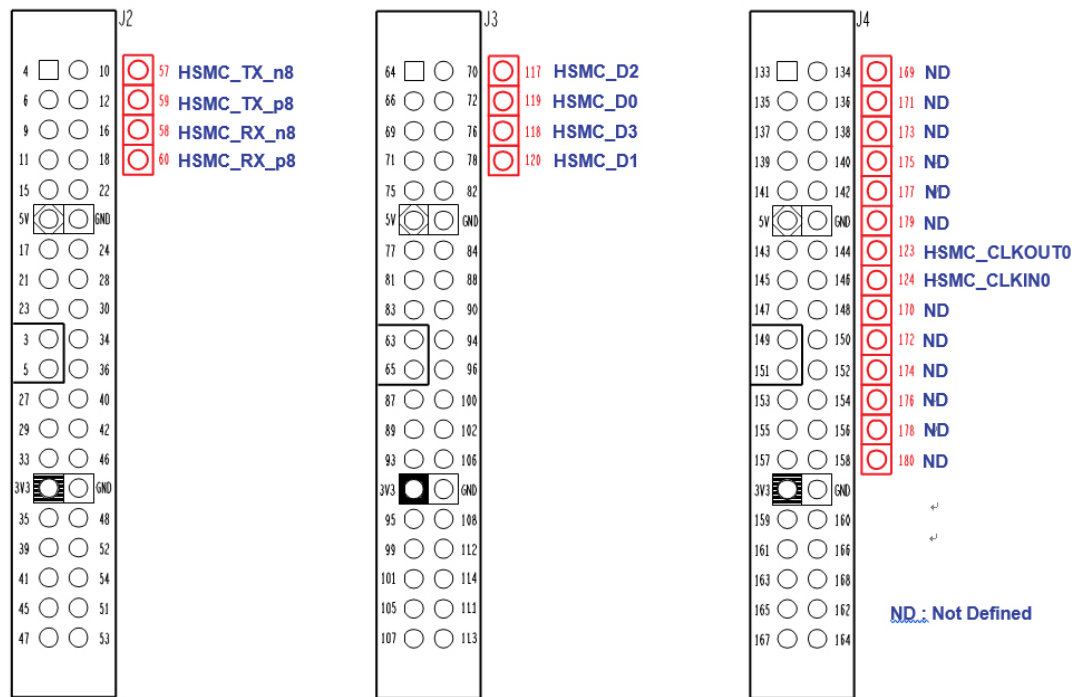 J2 J3 J4
4 10 57 HSMC_TX_n8 64 70 117 HSMC_D2 133 134 169 ND
6 12 59 HSMC_TX_p8 66 72 119 HSMC_D0 135 136 171 ND
9 16 58 HSMC_RX_n8 69 76 118 HSMC_D3 137 138 173 ND
11 18 60 HSMC_RX_p8 71 78 120 HSMC_D1 139 140 175 ND
15 22 75 82 141 142 177 ND
5V GND 5V GND 5V GND 179 ND
17 24 77 84 143 144 123 HSMC_CLKOUT0
21 28 81 88 145 146 124 HSMC_CLKIN0
23 30 83 90 147 148 170 ND
3 34 63 94 149 150 172 ND
5 36 65 96 151 152 174 ND
27 40 87 100 153 154 176 ND
29 42 89 102 155 156 178 ND
33 46 93 106 157 158 180 ND
3V3 GND 3V3 GND 3V3 GND
35 48 95 108 159 160
39 52 99 112 161 166
41 54 101 114 163 168
45 51 105 111 165 162 ND : Not Defined
47 53 107 113 167 164